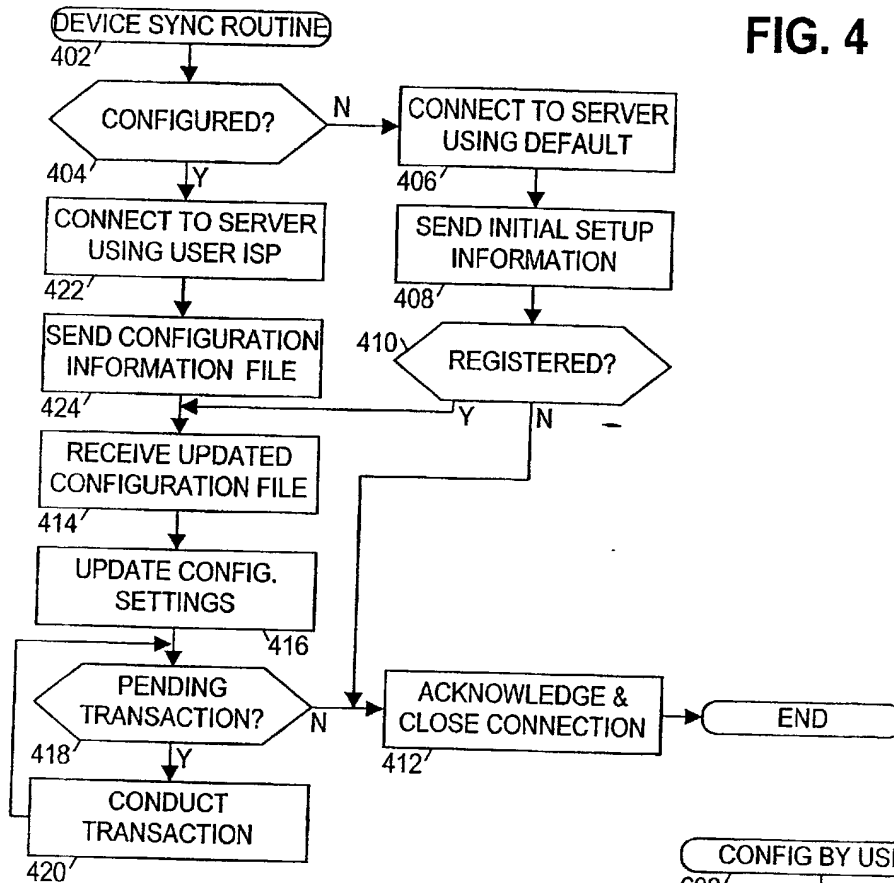 FIG. 4
DEVICE SYNC ROUTINE
402
CONFIGURED?
404
N
Y
CONNECT TO SERVER
USING DEFAULT
406
CONNECT TO SERVER
USING USER ISP
422
SEND INITIAL SETUP
INFORMATION
408
SEND CONFIGURATION
INFORMATION FILE
424
410
REGISTERED?
Y
N
RECEIVE UPDATED
CONFIGURATION FILE
414
UPDATE CONFIG.
SETTINGS
416
PENDING
TRANSACTION?
418
N
Y
ACKNOWLEDGE &
CLOSE CONNECTION
412
END
CONDUCT
TRANSACTION
420
CONFIG BY